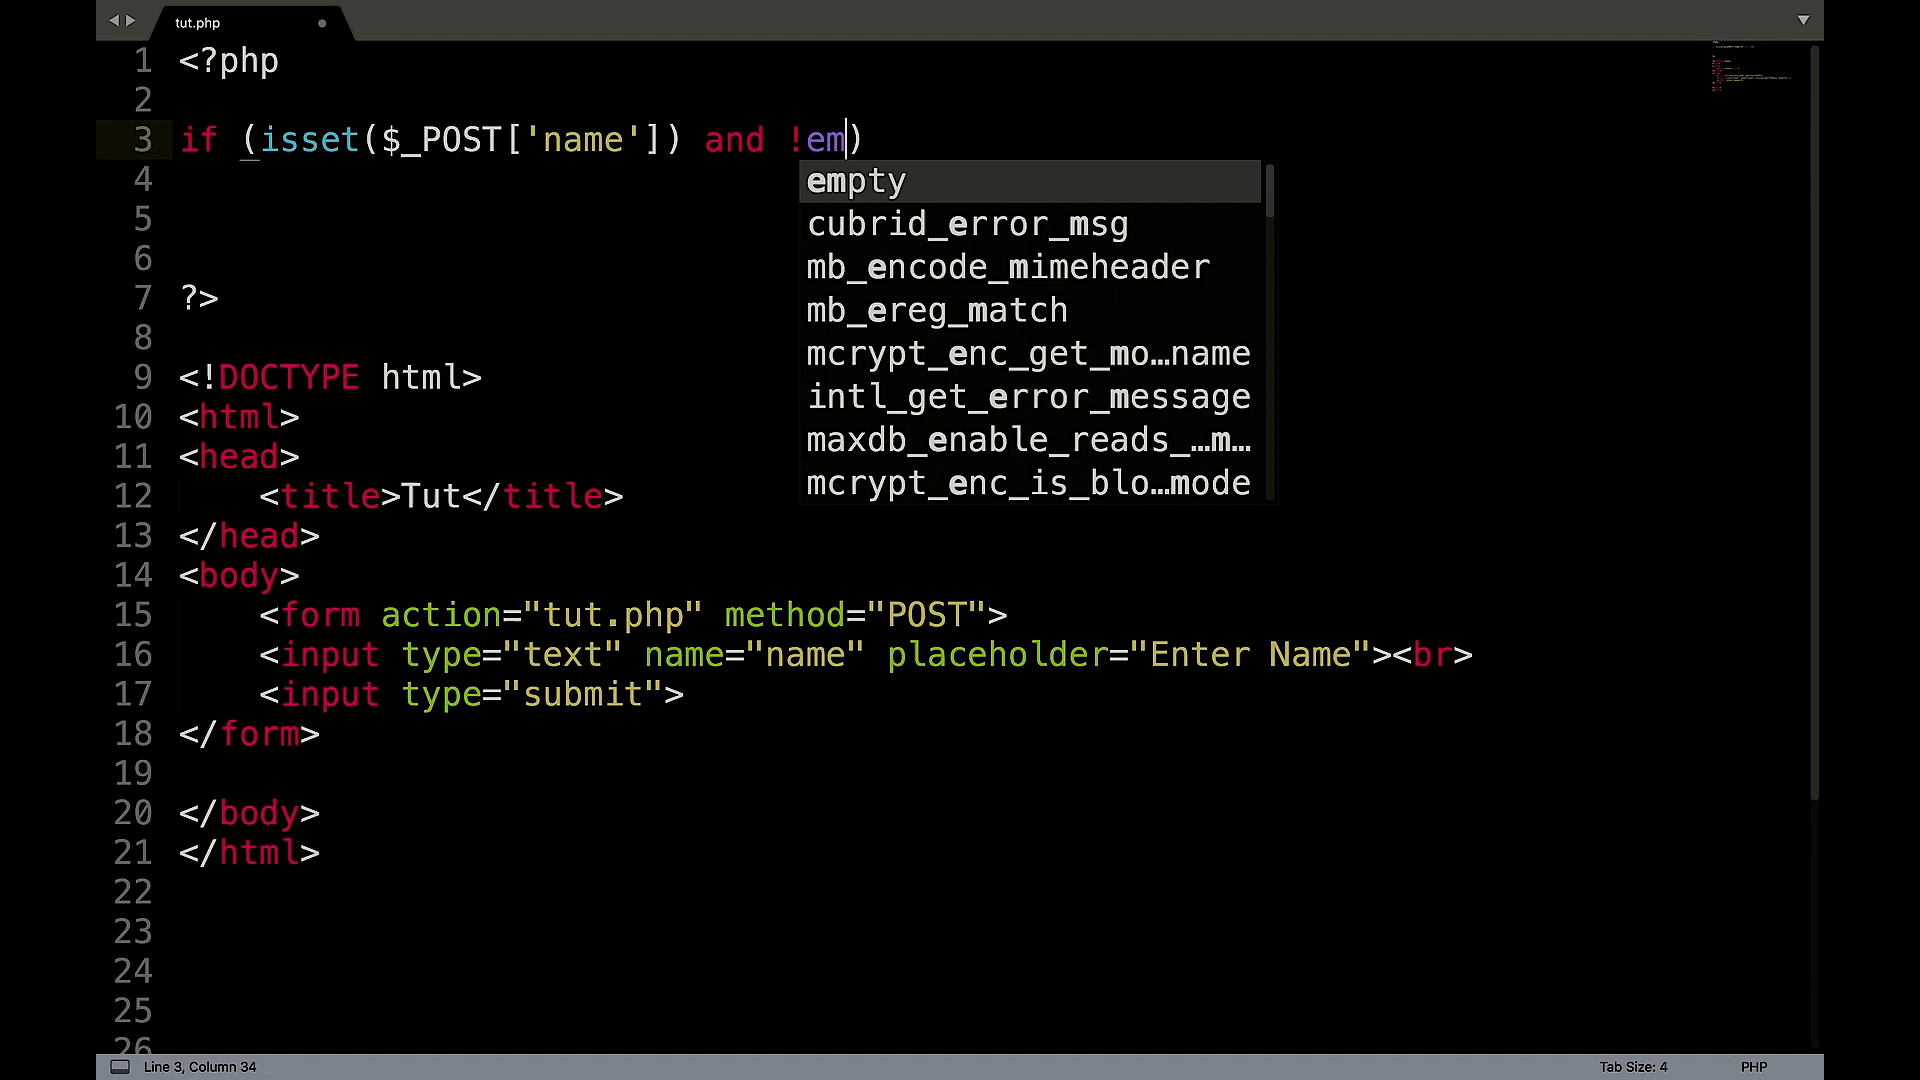 tut.php
1 <?php
2
3 if (isset($_POST['name']) and !em)
4
5
6
7 ?>
8
9 <!DOCTYPE html>
10 <html>
11 <head>
12 <title>Tut</title>
13 </head>
14 <body>
15 <form action="tut.php" method="POST">
16 <input type="text" name="name" placeholder="Enter Name"><br>
17 <input type="submit">
18 </form>
19
20 </body>
21 </html>
22
23
24
25
26
empty
cubrid_error_msg
mb_encode_mimeheader
mb_ereg_match
mcrypt_enc_get_mo…name
intl_get_error_message
maxdb_enable_reads_…m…
mcrypt_enc_is_blo…mode
Line 3, Column 34
Tab Size: 4
PHP